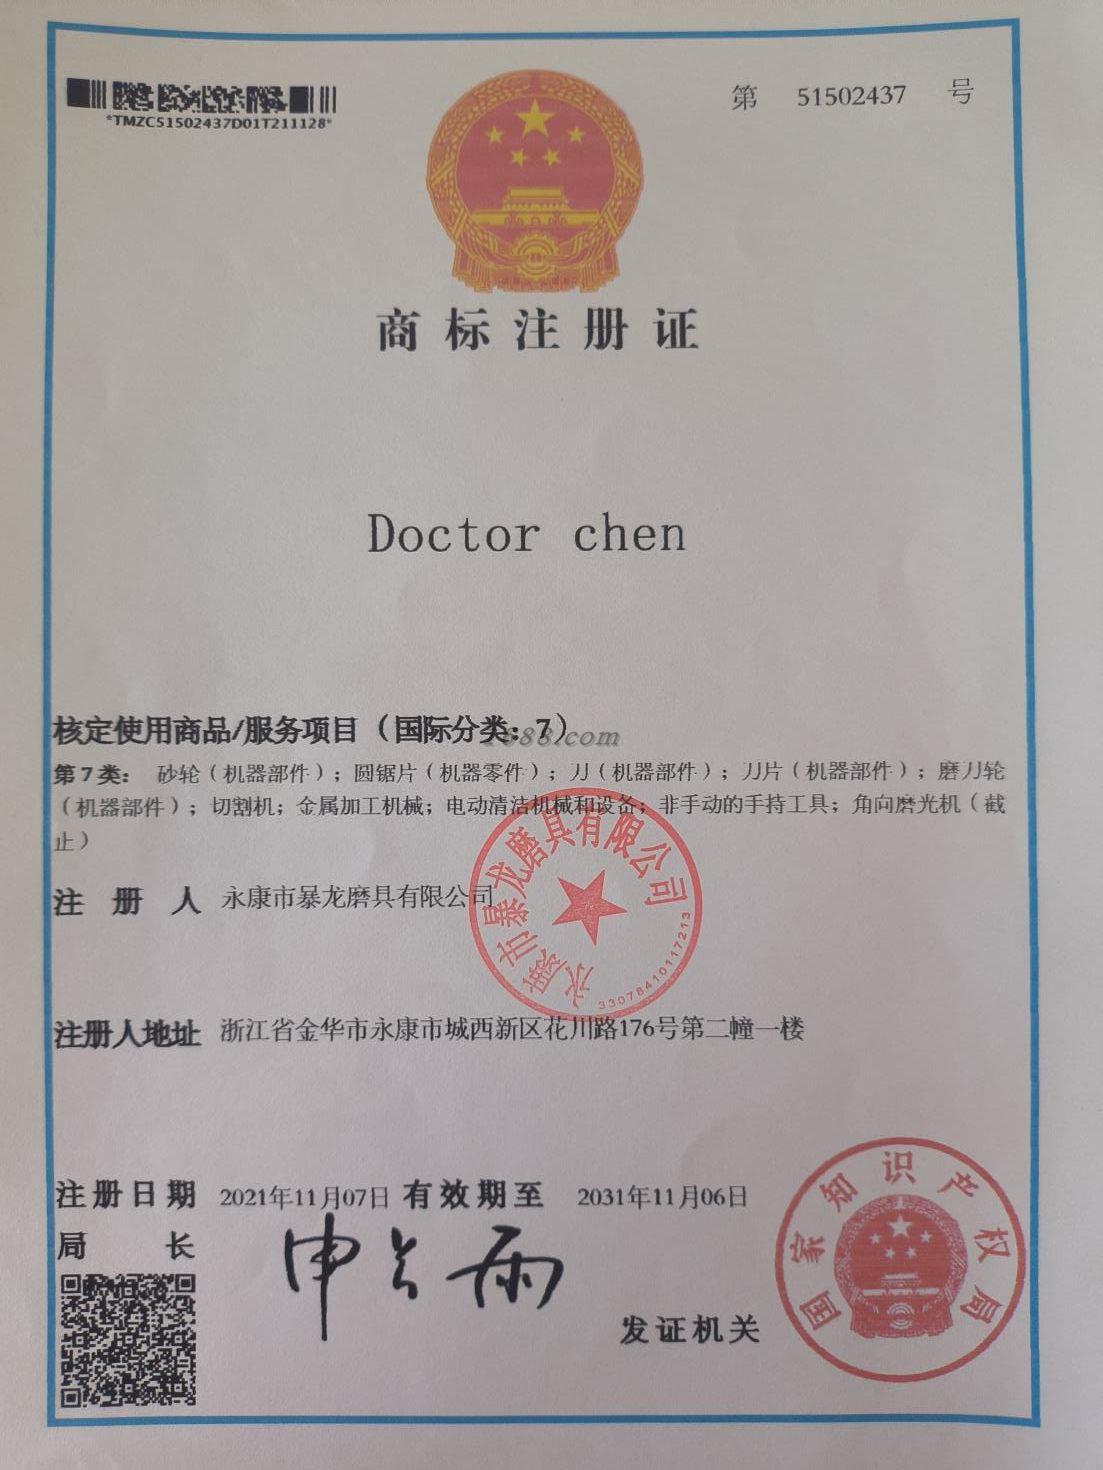 *TMZC51502437D01T211128*
第 51502437 号
商标注册证
Doctor chen
核定使用商品/服务项目（国际分类：7）
1688.com
第7类：砂轮（机器部件）；圆锯片（机器零件）；刀（机器部件）；刀片（机器部件）；磨刀轮
（机器部件）；切割机；金属加工机械；电动清洁机械和设备；非手动的手持工具；角向磨光机（截
止）
注册人 永康市暴龙磨具有限公司
永康市暴龙磨具有限公司
33078410117213
注册人地址 浙江省金华市永康市城西新区花川路176号第二幢一楼
注册日期 2021年11月07日 有效期至 2031年11月06日
局长 申长雨
发证机关
国家知识产权局